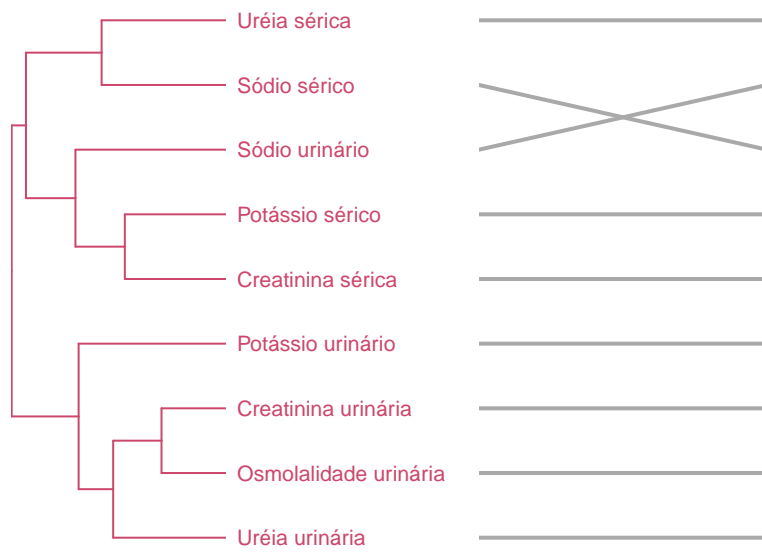 Uréia sérica
Sódio sérico
Sódio urinário
Potássio sérico
Creatinina sérica
Potássio urinário
Creatinina urinária
Osmolalidade urinária
Uréia urinária